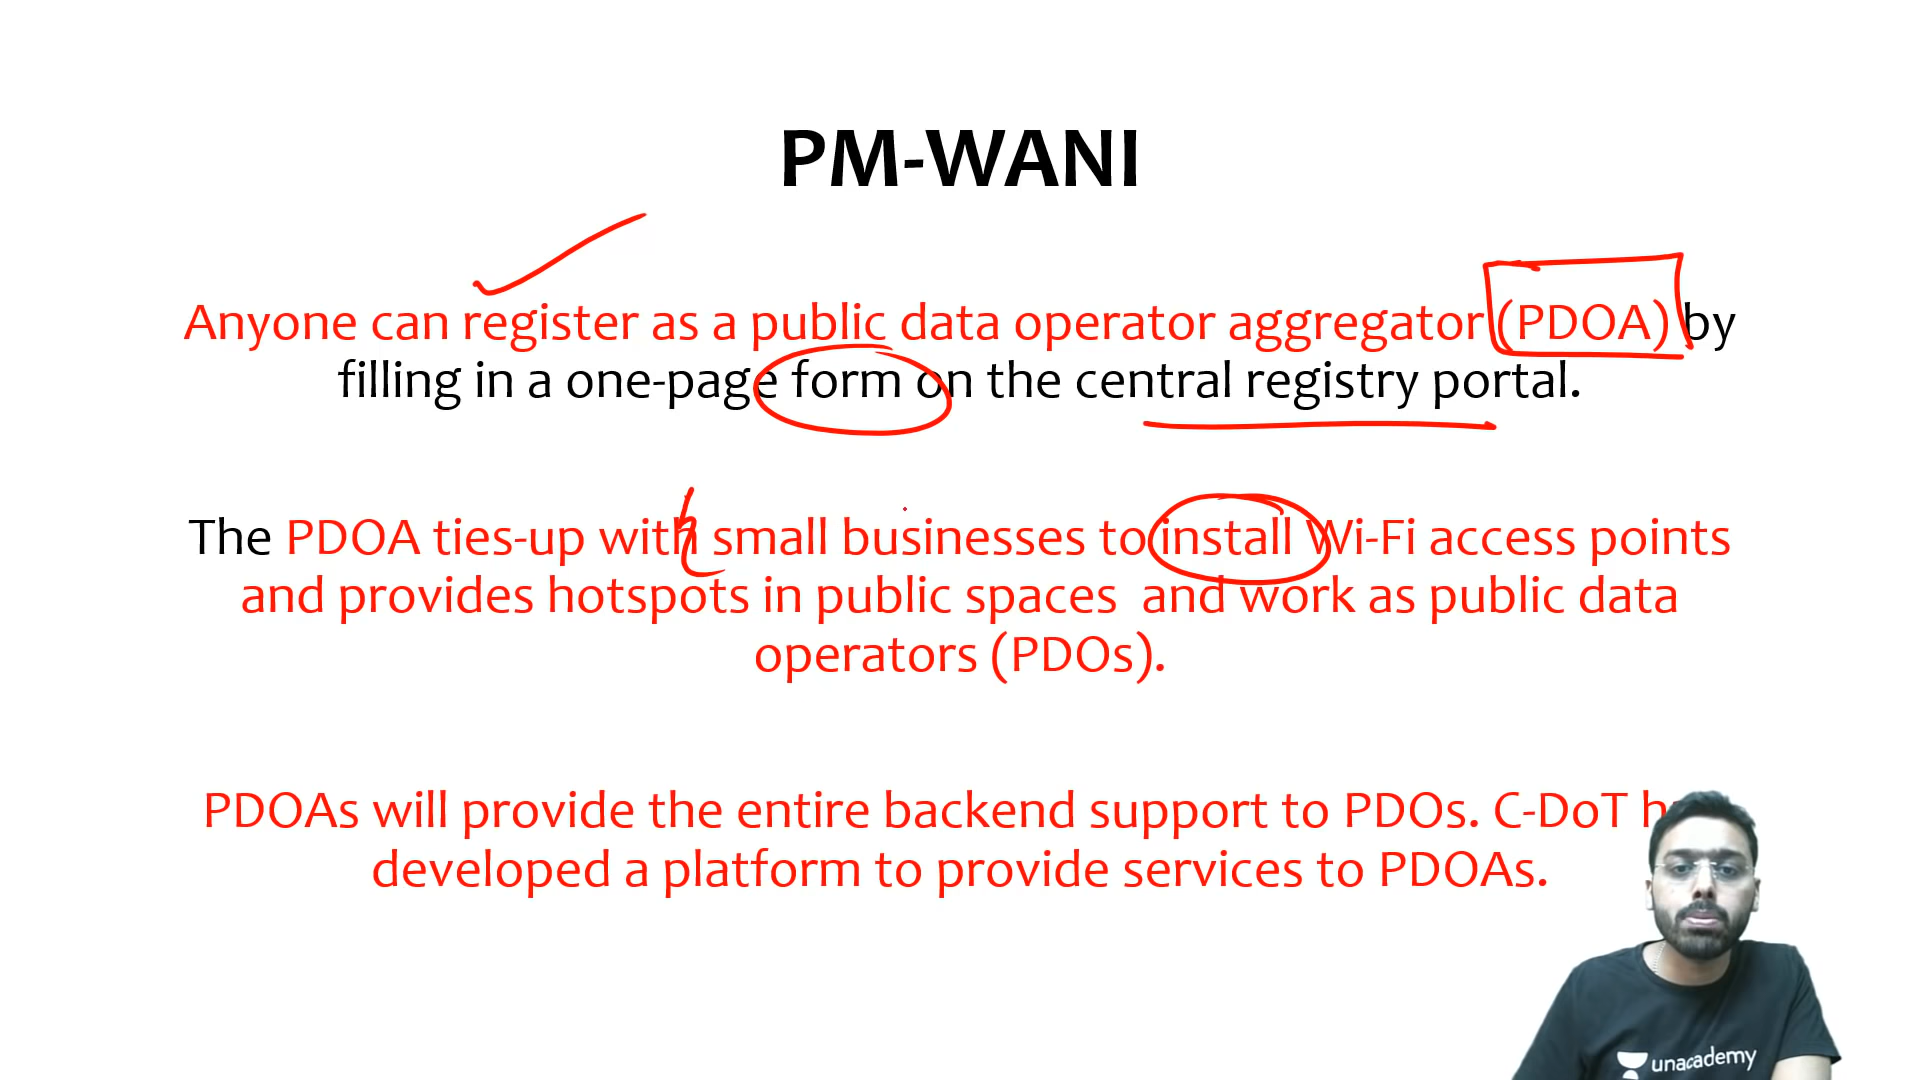 PM-WANI
Anyone can register as a public data operator aggregator (PDOA) by
filling in a one-page form on the central registry portal.
The PDOA ties-up with small businesses to install Wi-Fi access points
and provides hotspots in public spaces and work as public data
operators (PDOs).
PDOAs will provide the entire backend support to PDOs. C-DoT
developed a platform to provide services to PDOAs.
unacademy